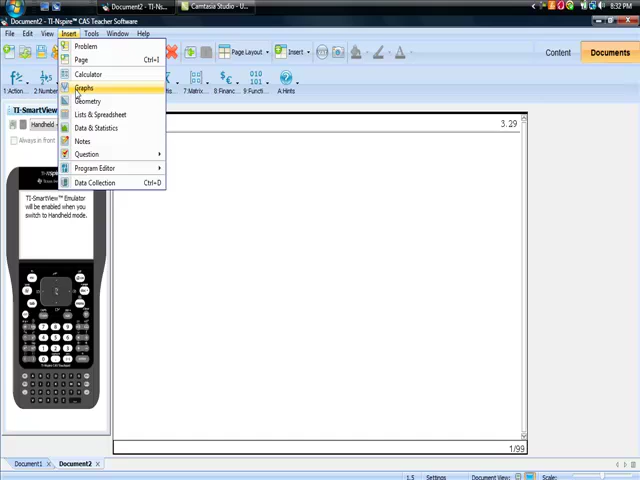 Document2 - TI-Ns...
Camtasia Studio - U...
8:32 PM
Document2 - TI-Nspire™ CAS Teacher Software
File Edit View Insert Tools Window Help
Problem
Page Ctrl+I
Calculator
Graphs
Geometry
Lists & Spreadsheet
Data & Statistics
Notes
Question
Program Editor
Data Collection Ctrl+D
Page Layout
Insert
Content
Documents
1:Action...
2:Num
7:Matrix...
8:Financ...
9:Functi...
A:Hints
TI-SmartView
Handheld
Always in front
3.29
TI-SmartView™ Emulator
will be enabled when you
switch to Handheld mode.
1/99
Document1
Document2
1.5
Settings
Document View: